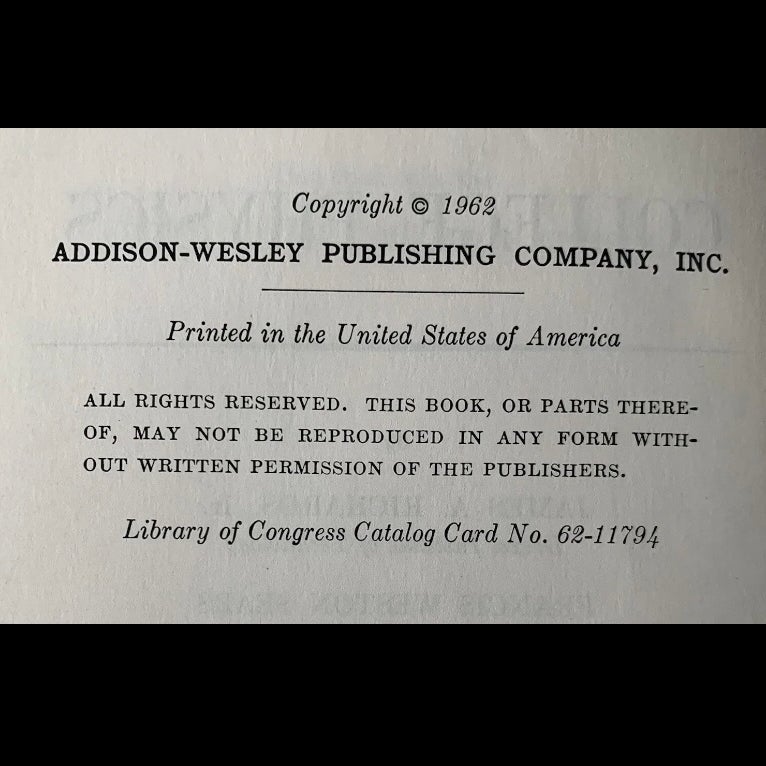 Copyright © 1962
ADDISON-WESLEY PUBLISHING COMPANY, INC.
Printed in the United States of America
ALL RIGHTS RESERVED. THIS BOOK, OR PARTS THERE-
OF, MAY NOT BE REPRODUCED IN ANY FORM WITH-
OUT WRITTEN PERMISSION OF THE PUBLISHERS.
Library of Congress Catalog Card No. 62-11794